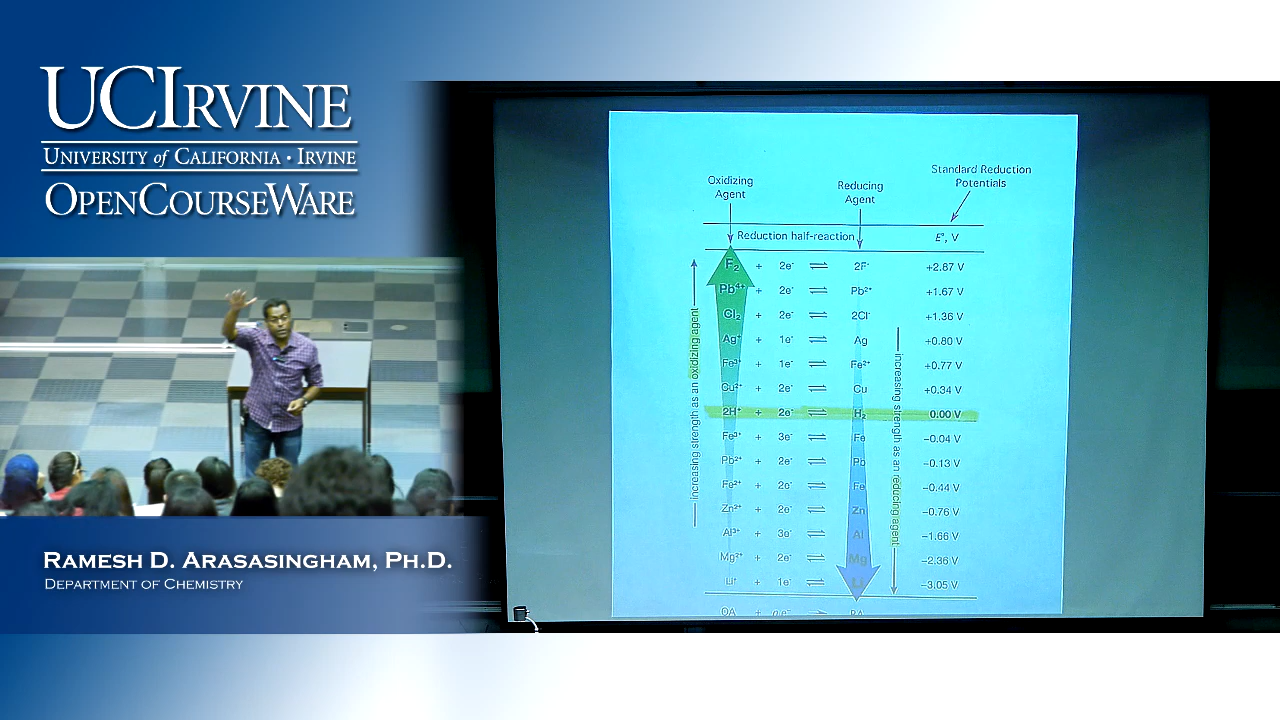 UCIRVINE
UNIVERSITY of CALIFORNIA • IRVINE
OPENCOURSEWARE
RAMESH D. ARASASINGHAM, PH.D.
DEPARTMENT OF CHEMISTRY
Oxidizing
Agent
Reducing
Agent
Standard Reduction
Potentials
Reduction half-reaction
E°, V
F₂ + 2e⁻ ⇌ 2F⁻ +2.87 V
Pb⁴⁺ + 2e⁻ ⇌ Pb²⁺ +1.67 V
Cl₂ + 2e⁻ ⇌ 2Cl⁻ +1.36 V
Ag⁺ + 1e⁻ ⇌ Ag +0.80 V
Fe³⁺ + 1e⁻ ⇌ Fe²⁺ +0.77 V
Cu²⁺ + 2e⁻ ⇌ Cu +0.34 V
2H⁺ + 2e⁻ ⇌ H₂ 0.00 V
Fe³⁺ + 3e⁻ ⇌ Fe −0.04 V
Pb²⁺ + 2e⁻ ⇌ Pb −0.13 V
Fe²⁺ + 2e⁻ ⇌ Fe −0.44 V
Zn²⁺ + 2e⁻ ⇌ Zn −0.76 V
Al³⁺ + 3e⁻ ⇌ Al −1.66 V
Mg²⁺ + 2e⁻ ⇌ Mg −2.36 V
Li⁺ + 1e⁻ ⇌ Li −3.05 V
increasing strength as an oxidizing agent
increasing strength as an reducing agent